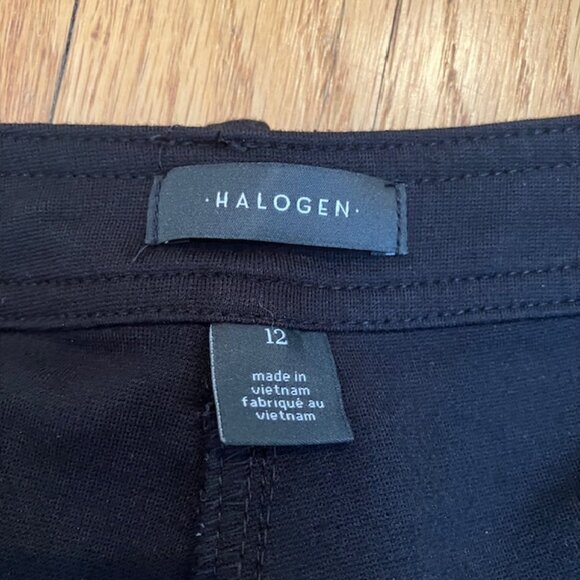 ·HALOGEN·
12
made in
vietnam
fabriqué au
vietnam